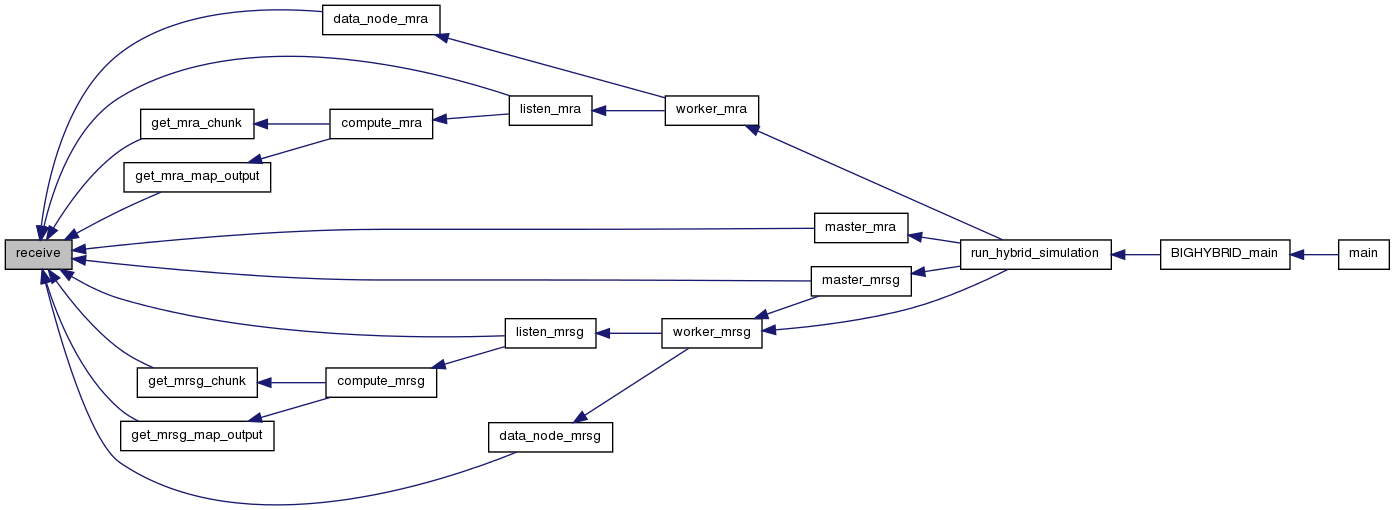 data_node_mra
listen_mra
worker_mra
get_mra_chunk
compute_mra
get_mra_map_output
master_mra
receive
run_hybrid_simulation
BIGHYBRID_main
main
master_mrsg
listen_mrsg
worker_mrsg
get_mrsg_chunk
compute_mrsg
get_mrsg_map_output
data_node_mrsg